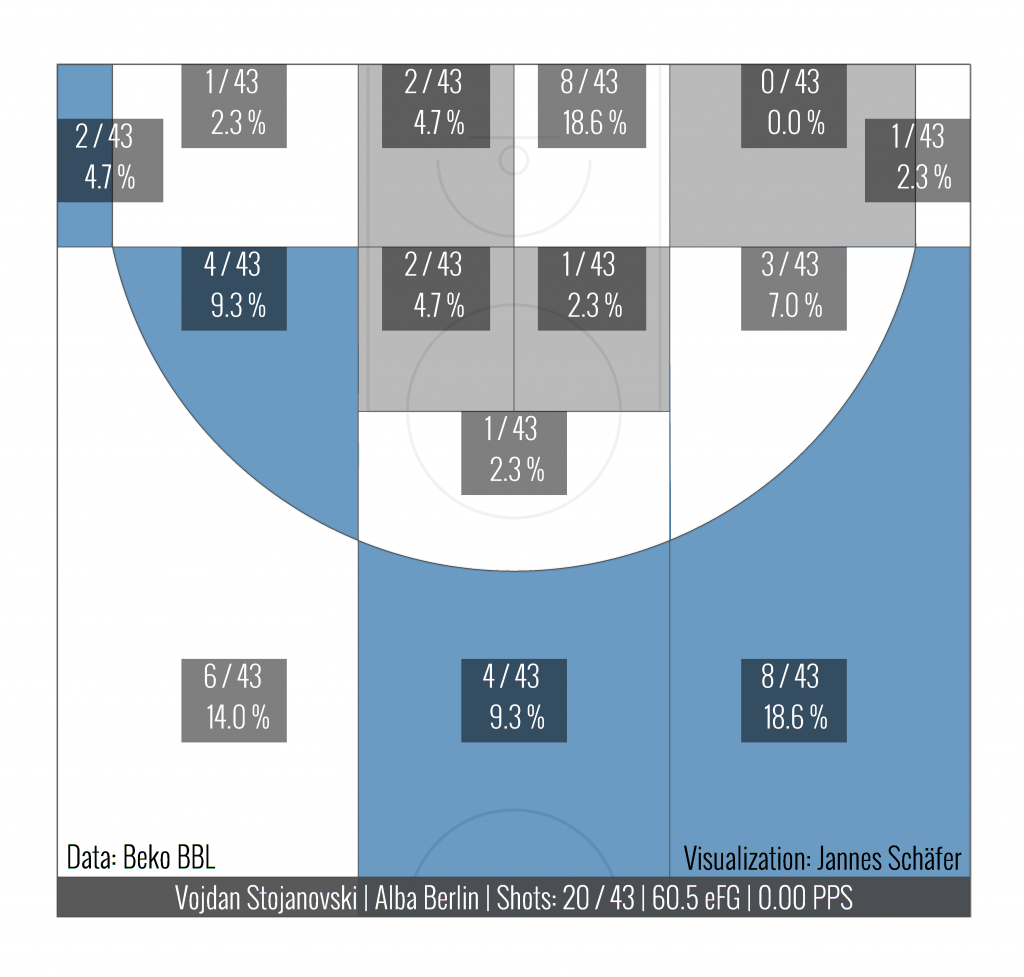 1 / 43
2.3 %
2 / 43
4.7 %
8 / 43
18.6 %
0 / 43
0.0 %
2 / 43
4.7 %
1 / 43
2.3 %
4 / 43
9.3 %
2 / 43
4.7 %
1 / 43
2.3 %
3 / 43
7.0 %
1 / 43
2.3 %
6 / 43
14.0 %
4 / 43
9.3 %
8 / 43
18.6 %
Data: Beko BBL
Visualization: Jannes Schäfer
Vojdan Stojanovski | Alba Berlin | Shots: 20 / 43 | 60.5 eFG | 0.00 PPS